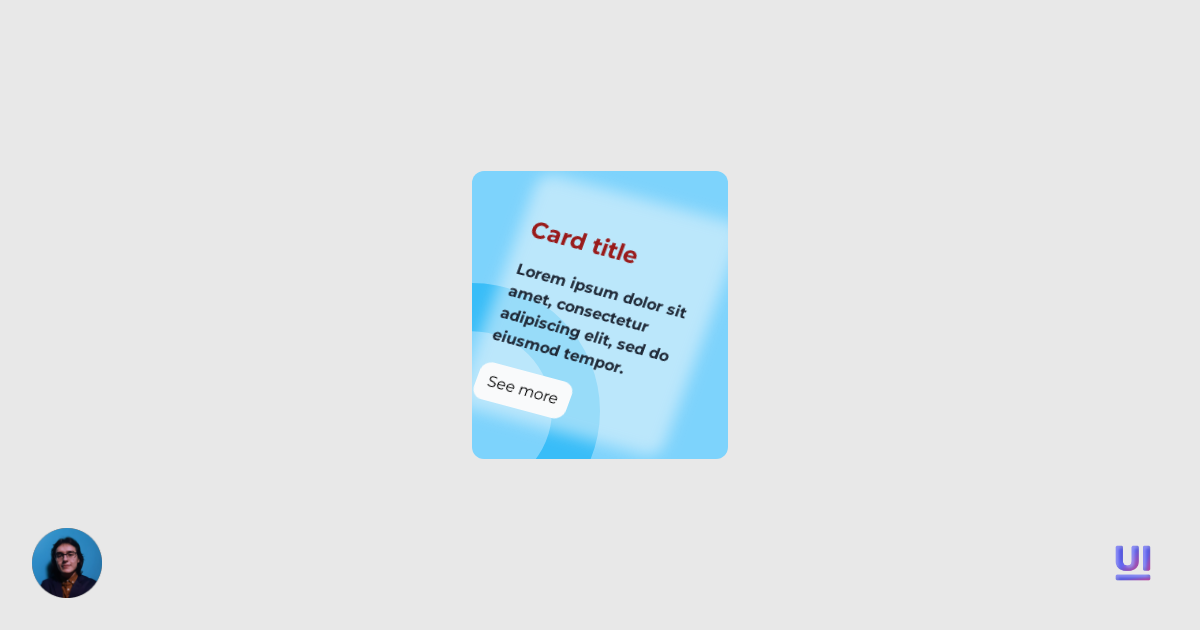 Card title
Lorem ipsum dolor sit
amet, consectetur
adipiscing elit, sed do
eiusmod tempor.
See more
UI